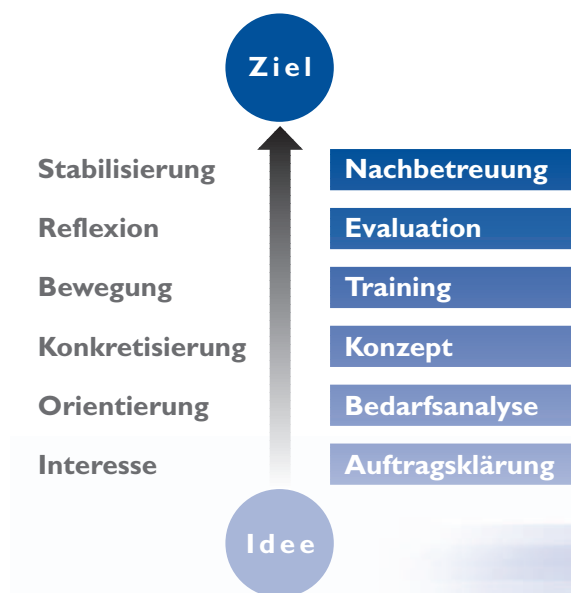 Ziel
Stabilisierung Nachbetreuung
Reflexion Evaluation
Bewegung Training
Konkretisierung Konzept
Orientierung Bedarfsanalyse
Interesse Auftragsklärung
Idee